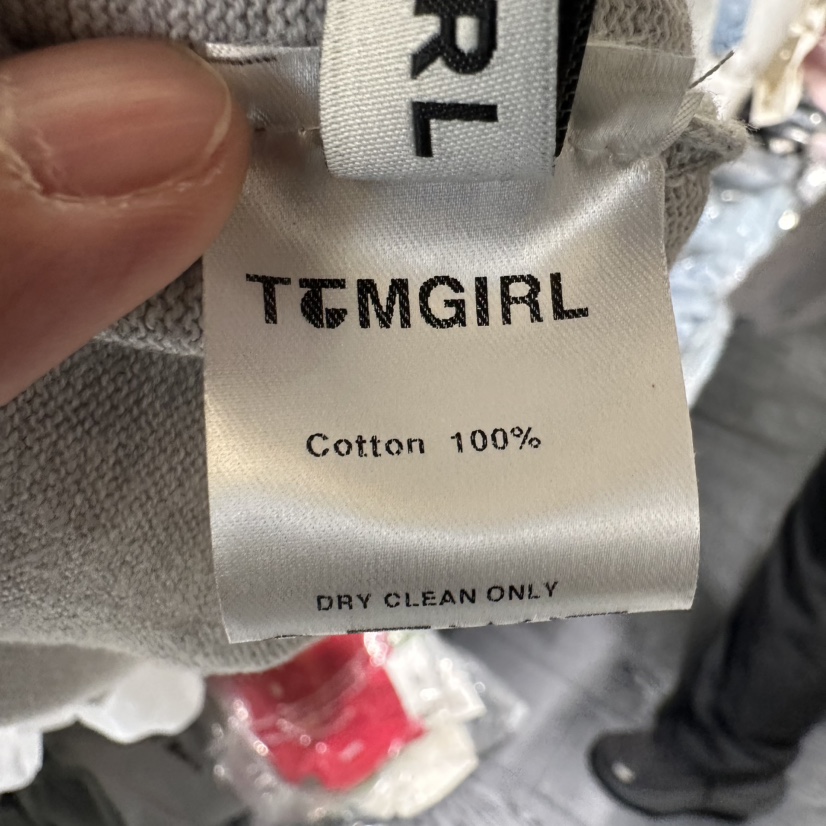 RL
TGMGIRL
Cotton 100%
DRY CLEAN ONLY